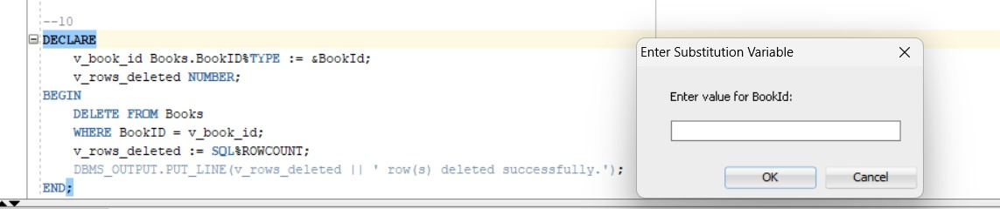 --10
DECLARE
v_book_id Books.BookID%TYPE := &BookId;
v_rows_deleted NUMBER;
BEGIN
DELETE FROM Books
WHERE BookID = v_book_id;
v_rows_deleted := SQL%ROWCOUNT;
DBMS_OUTPUT.PUT_LINE(v_rows_deleted || ' row(s) deleted successfully.');
END;
Enter Substitution Variable
Enter value for BookId:
OK
Cancel